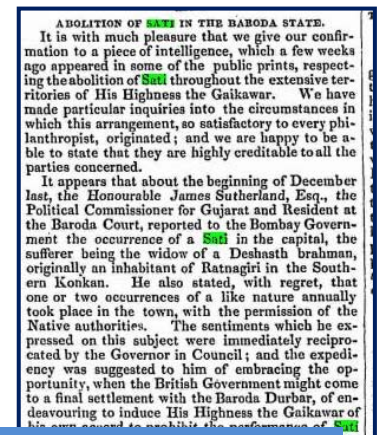 ABOLITION OF SATI IN THE BARODA STATE.
It is with much pleasure that we give our confir-
mation to a piece of intelligence, which a few weeks
ago appeared in some of the public prints, respect-
ing the abolition of Sati throughout the extensive ter-
ritories of His Highness the Gaikawar. We have
made particular inquiries into the circumstances in
which this arrangement, so satisfactory to every phi-
lanthropist, originated; and we are happy to be a-
ble to state that they are highly creditable to all the
parties concerned.
It appears that about the beginning of December
last, the Honourable James Sutherland, Esq., the
Political Commissioner for Gujarat and Resident at
the Baroda Court, reported to the Bombay Govern-
ment the occurrence of a Sati in the capital, the
sufferer being the widow of a Deshasth brahman,
originally an inhabitant of Ratnagiri in the South-
ern Konkan. He also stated, with regret, that
one or two occurrences of a like nature annually
took place in the town, with the permission of the
Native authorities. The sentiments which he ex-
pressed on this subject were immediately recipro-
cated by the Governor in Council; and the expedi-
ency was suggested to him of embracing the op-
portunity, when the British Government might come
to a final settlement with the Baroda Durbar, of en-
deavouring to induce His Highness the Gaikawar of
his own accord to prohibit the performance of Sati